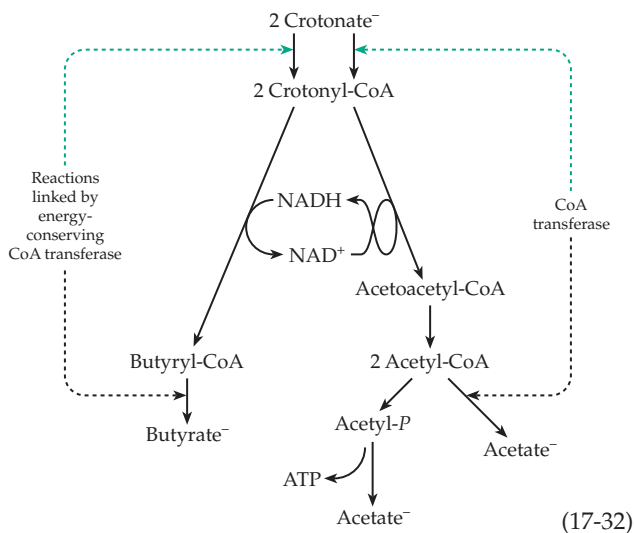 2 Crotonate⁻
2 Crotonyl-CoA
Reactions
linked by
energy-
conserving
CoA transferase
NADH
NAD⁺
CoA
transferase
Acetoacetyl-CoA
Butyryl-CoA
2 Acetyl-CoA
Butyrate⁻
Acetyl-P
Acetate⁻
ATP
Acetate⁻
(17-32)